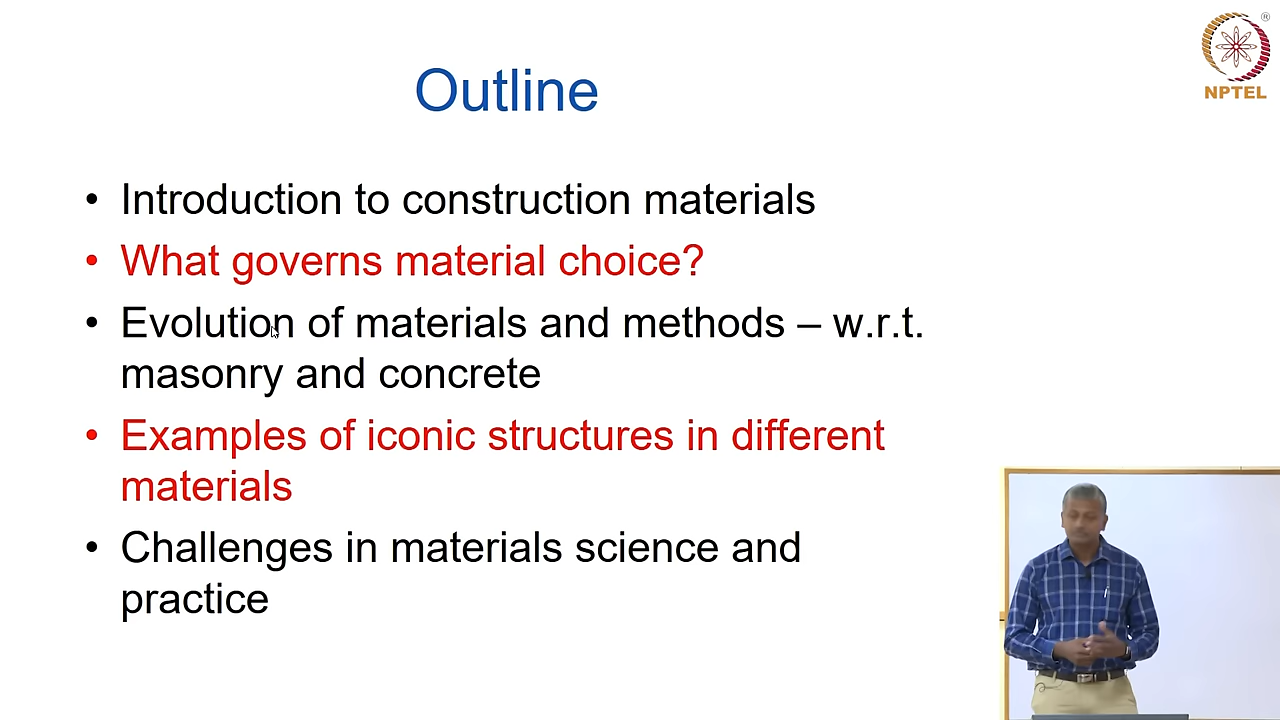 Outline
®
NPTEL
• Introduction to construction materials
• What governs material choice?
• Evolution of materials and methods – w.r.t.
masonry and concrete
• Examples of iconic structures in different
materials
• Challenges in materials science and
practice